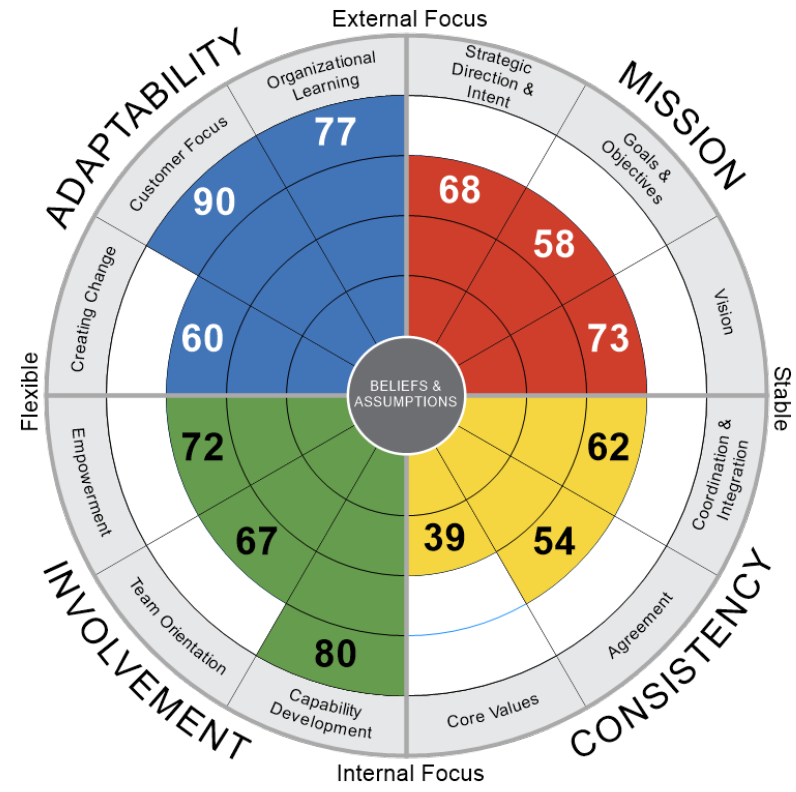 External Focus
ADAPTABILITY
MISSION
Organizational
Learning
Strategic
Direction &
Intent
Customer Focus
Goals &
Objectives
Creating Change
Vision
77
90
60
68
58
73
Flexible
BELIEFS &
ASSUMPTIONS
Stable
72
67
80
62
54
39
Empowerment
Coordination &
Integration
Team Orientation
Agreement
Capability
Development
Core Values
INVOLVEMENT
CONSISTENCY
Internal Focus